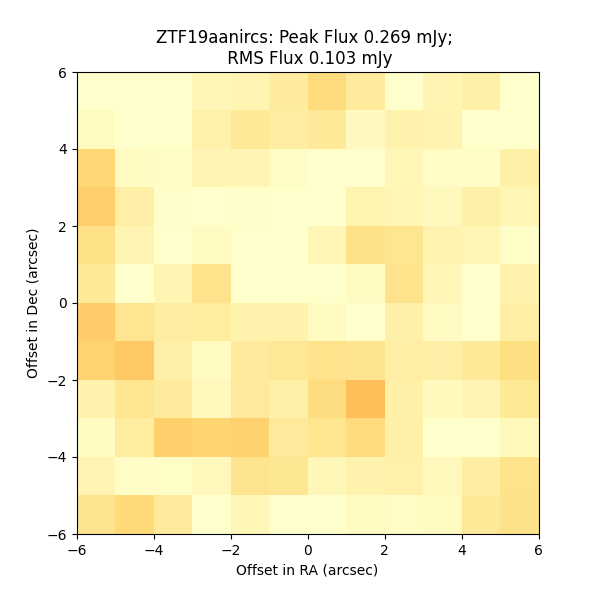 ZTF19aanircs: Peak Flux 0.269 mJy;
RMS Flux 0.103 mJy
6
4
2
0
−2
−4
−6
Offset in Dec (arcsec)
−6 −4 −2 0 2 4 6
Offset in RA (arcsec)